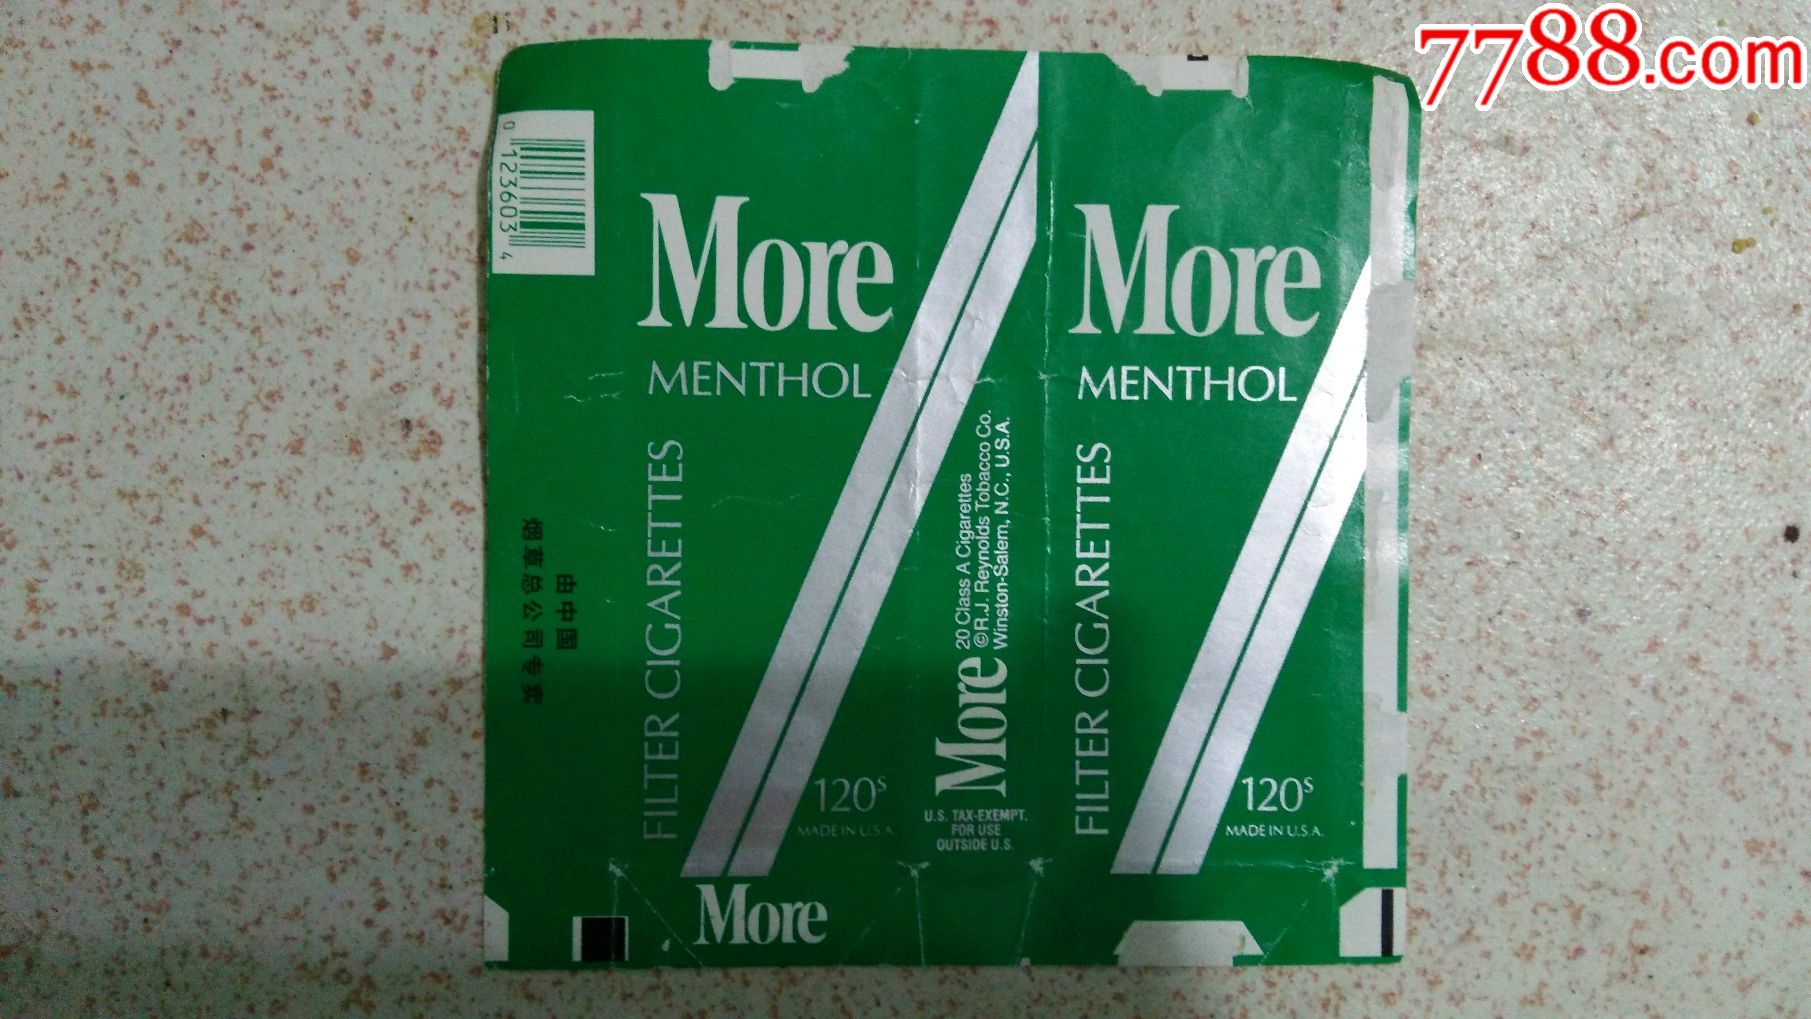 7788.com
0 123603 4
由中国
烟草总公司专卖
More
MENTHOL
FILTER CIGARETTES
120s
MADE IN U.S.A
More
More
20 Class A Cigarettes
©R.J. Reynolds Tobacco Co.
Winston-Salem, N.C., U.S.A.
U.S. TAX-EXEMPT.
FOR USE
OUTSIDE U.S.
More
MENTHOL
FILTER CIGARETTES
120s
MADE IN U.S.A.